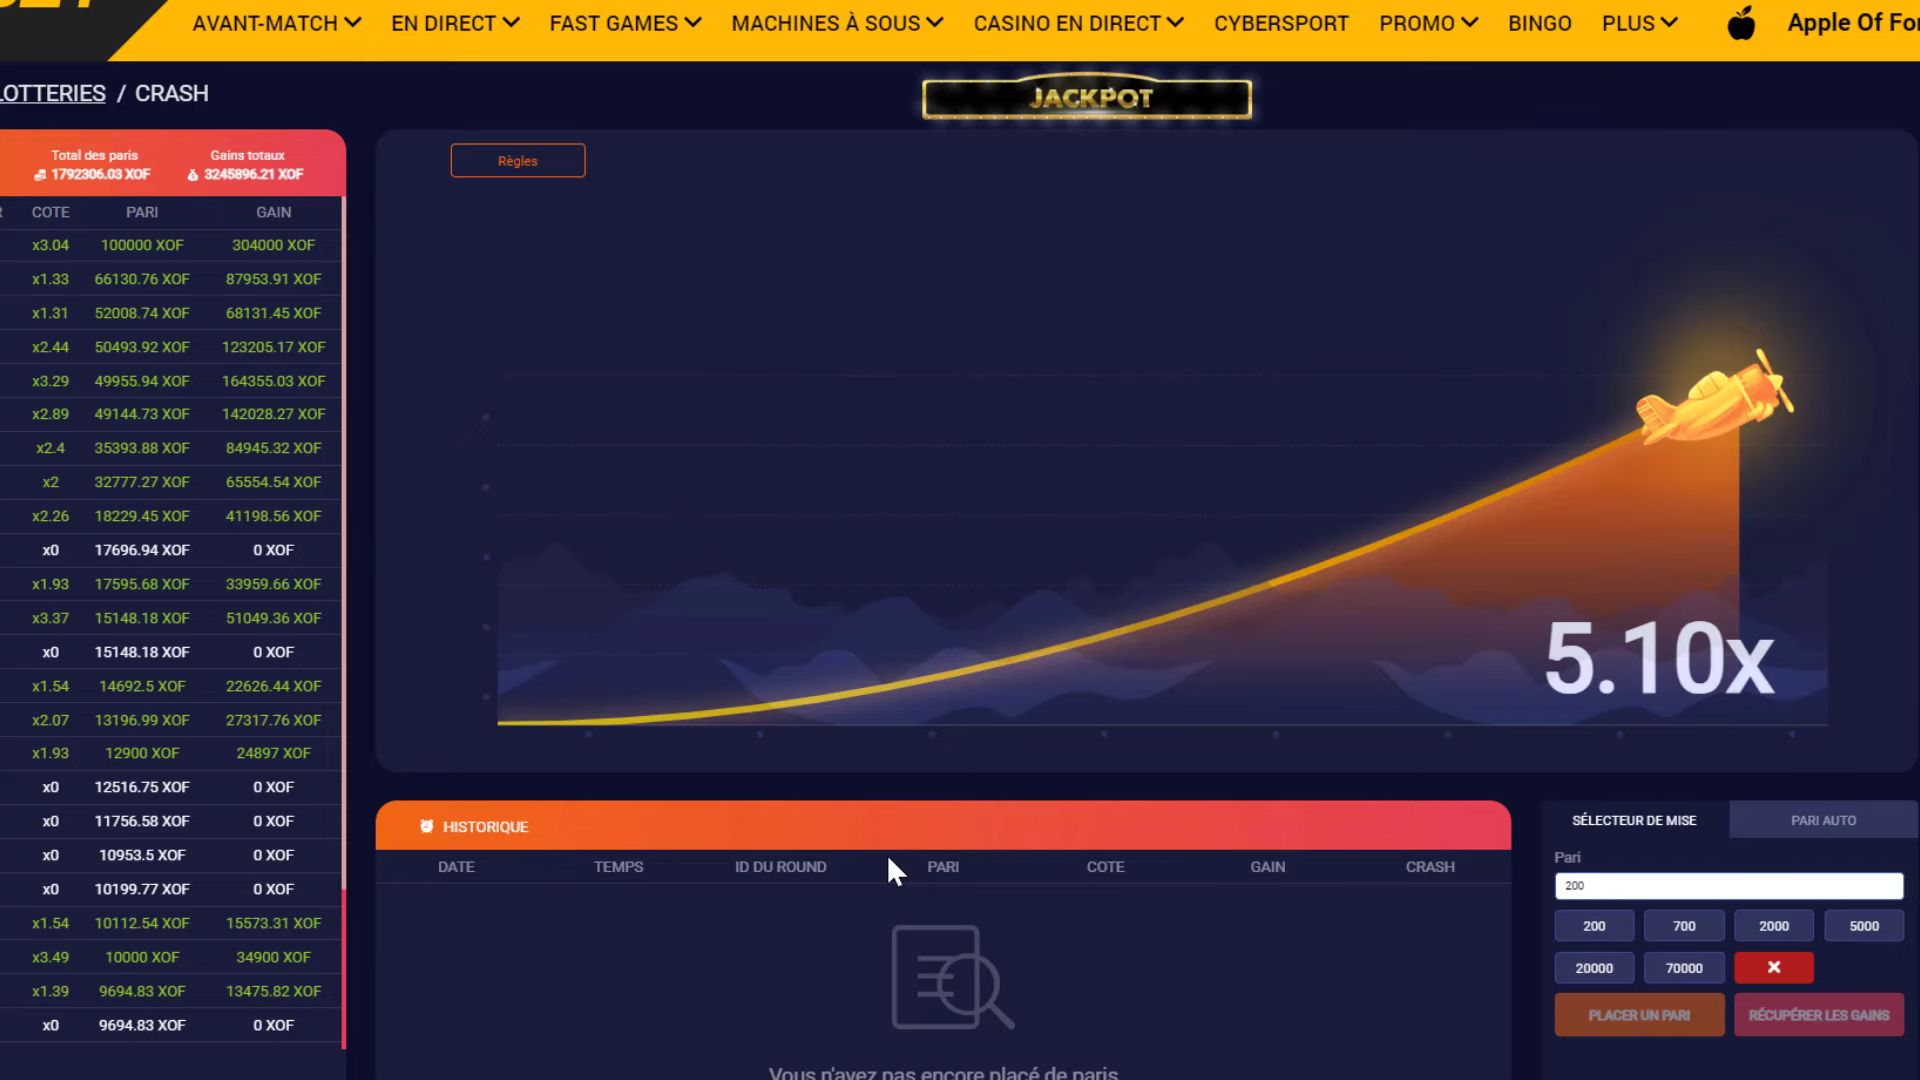 AVANT-MATCH EN DIRECT FAST GAMES MACHINES À SOUS CASINO EN DIRECT CYBERSPORT PROMO BINGO PLUS Apple Of
/ CRASH
JACKPOT
Total des paris Gains totaux
1792306.03 XOF 3245896.21 XOF
COTE PARI GAIN
x3.04 100000 XOF 304000 XOF
x1.33 66130.76 XOF 87953.91 XOF
x1.31 52008.74 XOF 68131.45 XOF
x2.44 50493.92 XOF 123205.17 XOF
x3.29 49955.94 XOF 164355.03 XOF
x2.89 49144.73 XOF 142028.27 XOF
x2.4 35393.88 XOF 84945.32 XOF
x2 32777.27 XOF 65554.54 XOF
x2.26 18229.45 XOF 41198.56 XOF
x0 17696.94 XOF 0 XOF
x1.93 17595.68 XOF 33959.66 XOF
x3.37 15148.18 XOF 51049.36 XOF
x0 15148.18 XOF 0 XOF
x1.54 14692.5 XOF 22626.44 XOF
x2.07 13196.99 XOF 27317.76 XOF
x1.93 12900 XOF 24897 XOF
x0 12516.75 XOF 0 XOF
x0 11756.58 XOF 0 XOF
x0 10953.5 XOF 0 XOF
x0 10199.77 XOF 0 XOF
x1.54 10112.54 XOF 15573.31 XOF
x3.49 10000 XOF 34900 XOF
x1.39 9694.83 XOF 13475.82 XOF
x0 9694.83 XOF 0 XOF
Règles
5.10x
HISTORIQUE
DATE TEMPS ID DU ROUND PARI COTE GAIN CRASH
Vous n'avez pas encore placé de paris
SÉLECTEUR DE MISE PARI AUTO
Pari
200
200 700 2000 5000
20000 70000
PLACER UN PARI RÉCUPÉRER LES GAINS